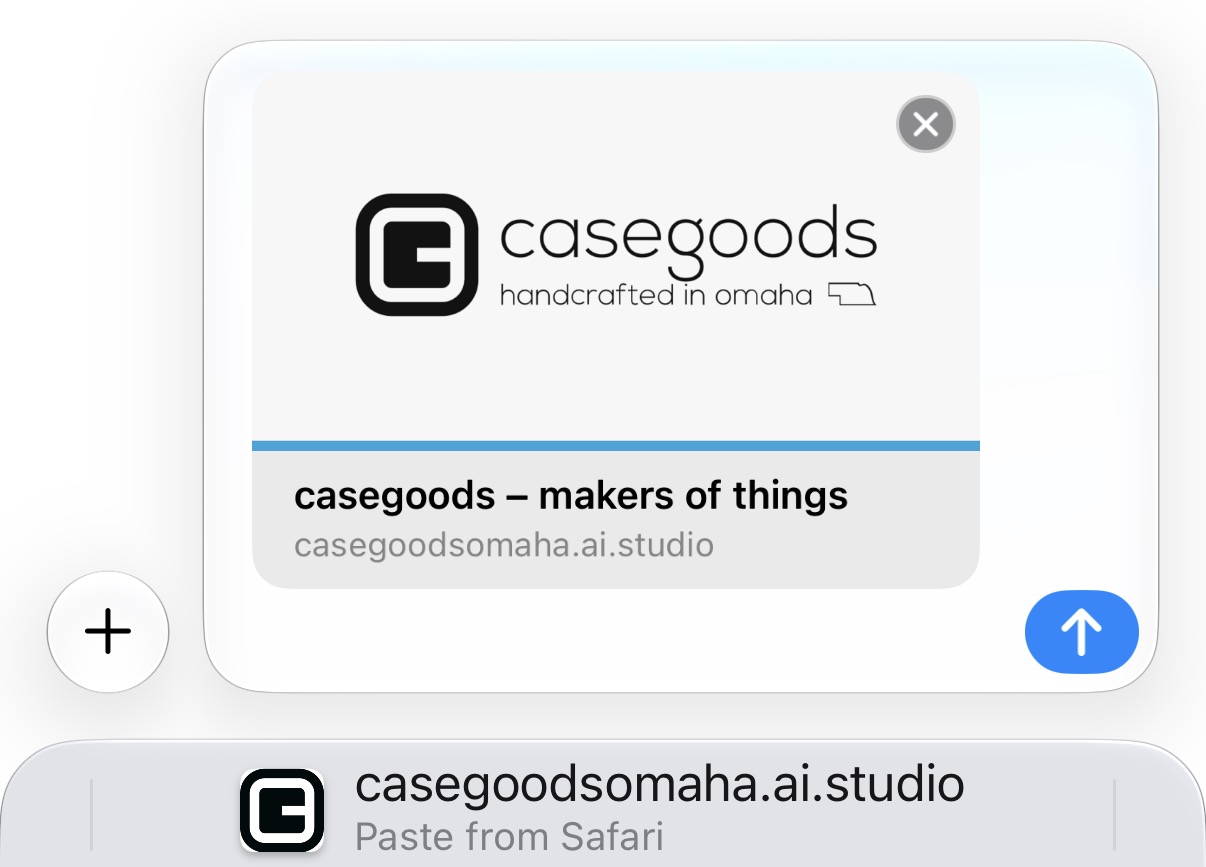 casegoods
handcrafted in omaha
casegoods – makers of things
casegoodsomaha.ai.studio
casegoodsomaha.ai.studio
Paste from Safari